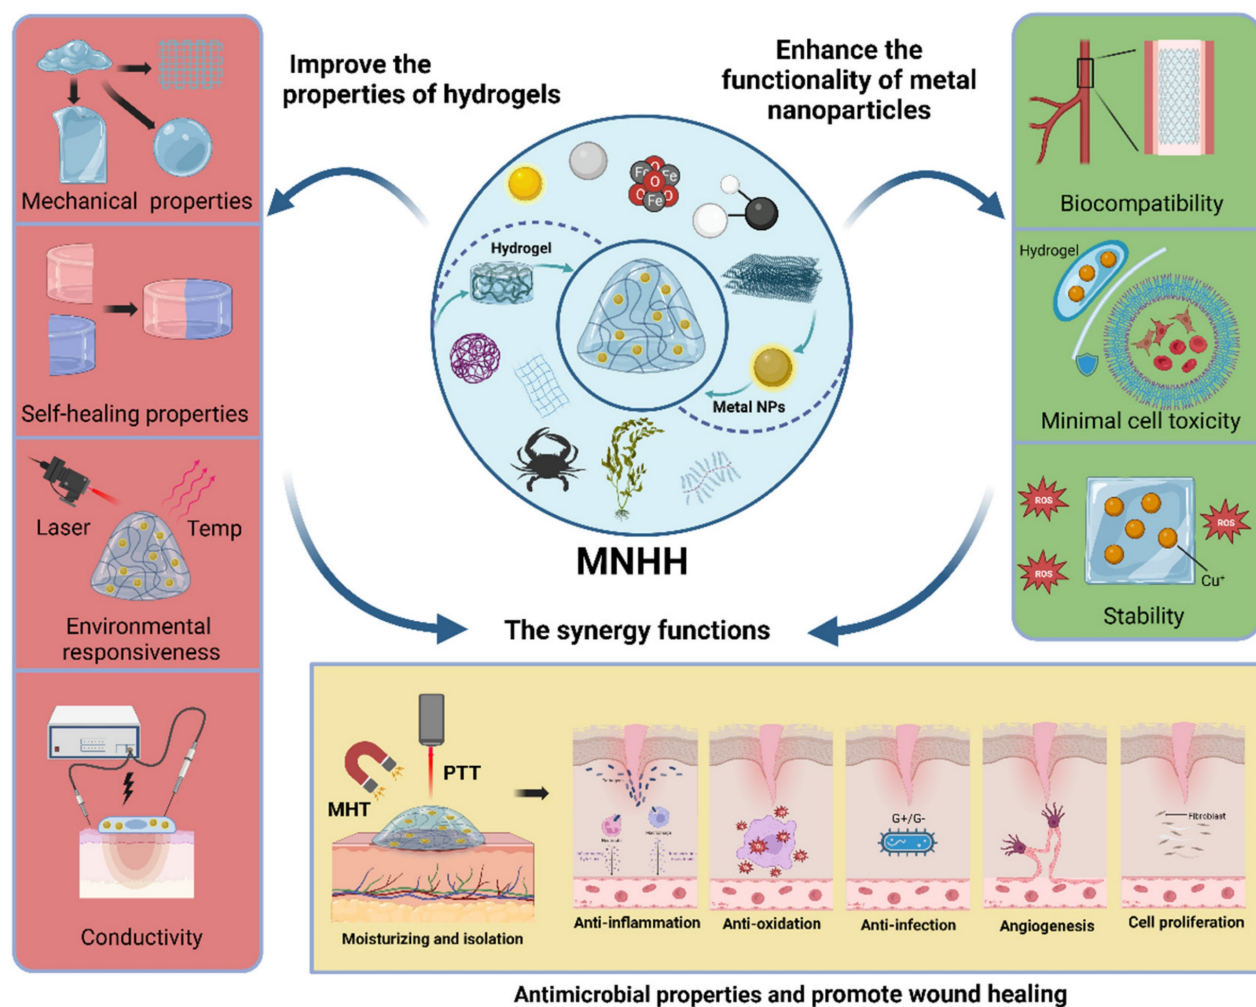 Improve the
properties of hydrogels
Enhance the
functionality of metal
nanoparticles
Mechanical properties
Self-healing properties
Laser
Temp
Environmental
responsiveness
Conductivity
Fe
O
Fe
O
O
O
Fe
Hydrogel
Metal NPs
MNHH
The synergy functions
Biocompatibility
Hydrogel
Minimal cell toxicity
ROS
ROS
ROS
Cu⁺
Stability
MHT
PTT
Moisturizing and isolation
Anti-inflammation
Anti-oxidation
G+/G-
Anti-infection
Angiogenesis
Fibroblast
Cell proliferation
Antimicrobial properties and promote wound healing